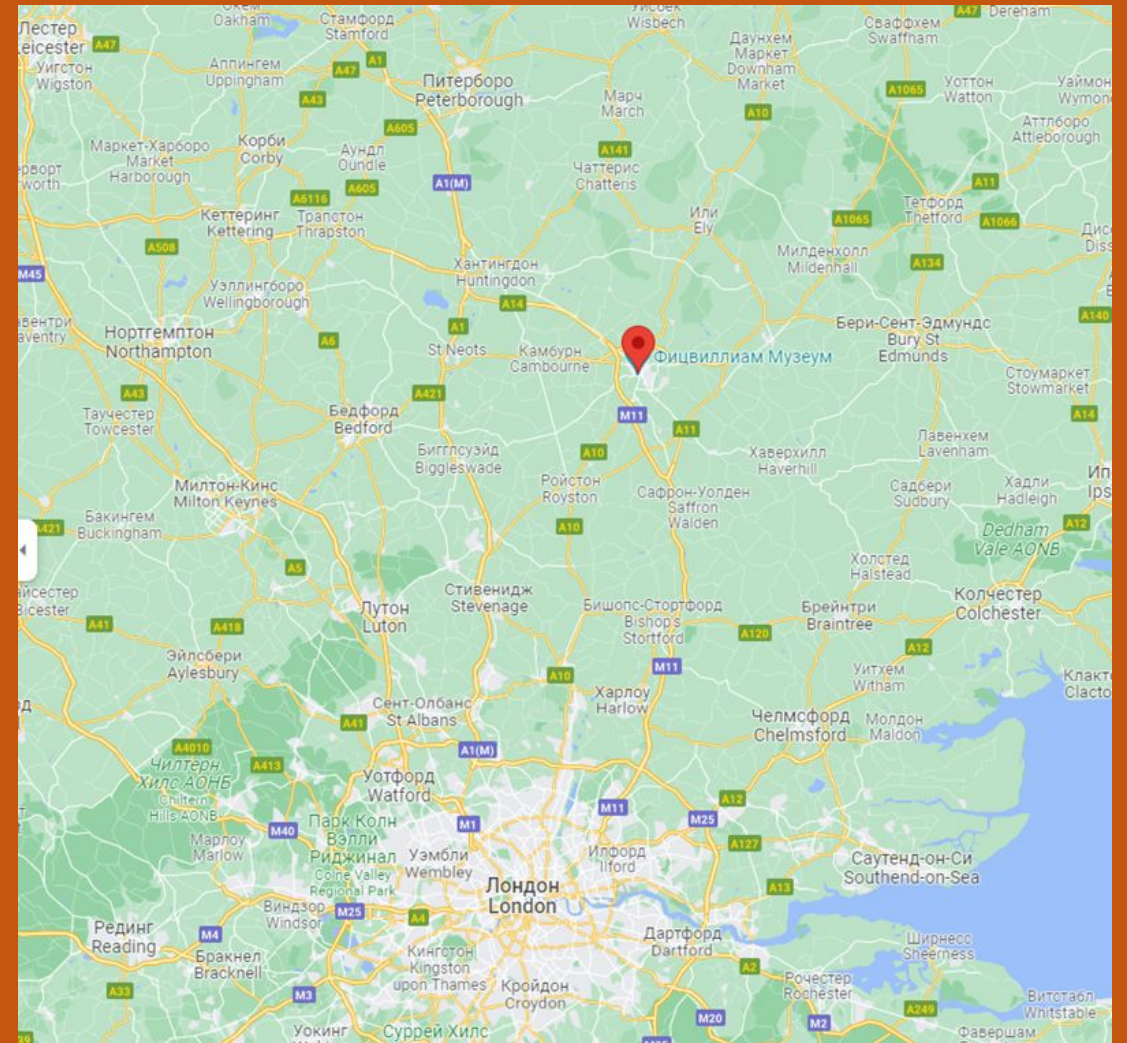 Oakham
Стамфорд
Stamford
Wisbech
Сваффхем
Swaffham
A47
Dereham
Лестер
Leicester
A47
Уигстон
Wigston
Аппингем
Uppingham
A47
A1
A43
Питерборо
Peterborough
Даунхем
Маркет
Downham
Market
A1065
Уоттон
Watton
Марч
March
A10
Аттлборо
Attleborough
A605
Маркет-Харборо
Market
Harborough
Корби
Corby
Аундл
Oundle
A141
Чаттерис
Chatteris
A11
A6116
A605
A1(M)
Кеттеринг
Kettering
Трапстон
Thrapston
Или
Ely
A1065
Тетфорд
Thetford
A1066
A508
Милденхолл
Mildenhall
A134
M45
Хантингдон
Huntingdon
Уэллингборо
Wellingborough
A14
A140
Нортгемптон
Northampton
A6
A1
St Neots
Камбурн
Cambourne
Фицвиллиам Музеум
Бери-Сент-Эдмундс
Bury St
Edmunds
Стоумаркет
Stowmarket
A43
Таучестер
Towcester
Бедфорд
Bedford
A421
M11
A11
A14
Бигглсуэйд
Biggleswade
A10
Хаверхилл
Haverhill
Лавенхем
Lavenham
Милтон-Кинс
Milton Keynes
Ройстон
Royston
Сафрон-Уолден
Saffron
Walden
Садбери
Sudbury
Хадли
Hadleigh
A421
Бакингем
Buckingham
A10
Dedham
Vale AONB
A12
A5
Холстед
Halstead
Лутон
Luton
Стивенидж
Stevenage
Бишопс-Стортфорд
Bishop's
Stortford
Брейнтри
Braintree
Колчестер
Colchester
A41
A418
A120
A12
Эйлсбери
Aylesbury
A10
M11
Уитхем
Witham
Сент-Олбанс
St Albans
Харлоу
Harlow
Челмсфорд
Chelmsford
Молдон
Maldon
A41
A4010
Чилтерн
Хилс АОНБ
Chiltern
Hills AONB
A413
A1(M)
Уотфорд
Watford
M11
A12
M25
M40
Парк Колн
Вэлли
Риджинал
Colne Valley
Regional Park
M1
A127
Марлоу
Marlow
Уэмбли
Wembley
Илфорд
Ilford
Саутенд-он-Си
Southend-on-Sea
Лондон
London
A13
Виндзор
Windsor
M25
A4
Рединг
Reading
M4
Бракнел
Bracknell
Кингстон
Kingston
upon Thames
Кройдон
Croydon
Дартфорд
Dartford
A2
Ширнесс
Sheerness
A33
M3
Рочестер
Rochester
A249
Витстабл
Whitstable
M20
M2
Уокинг
Суррей Хилс
Фавершам